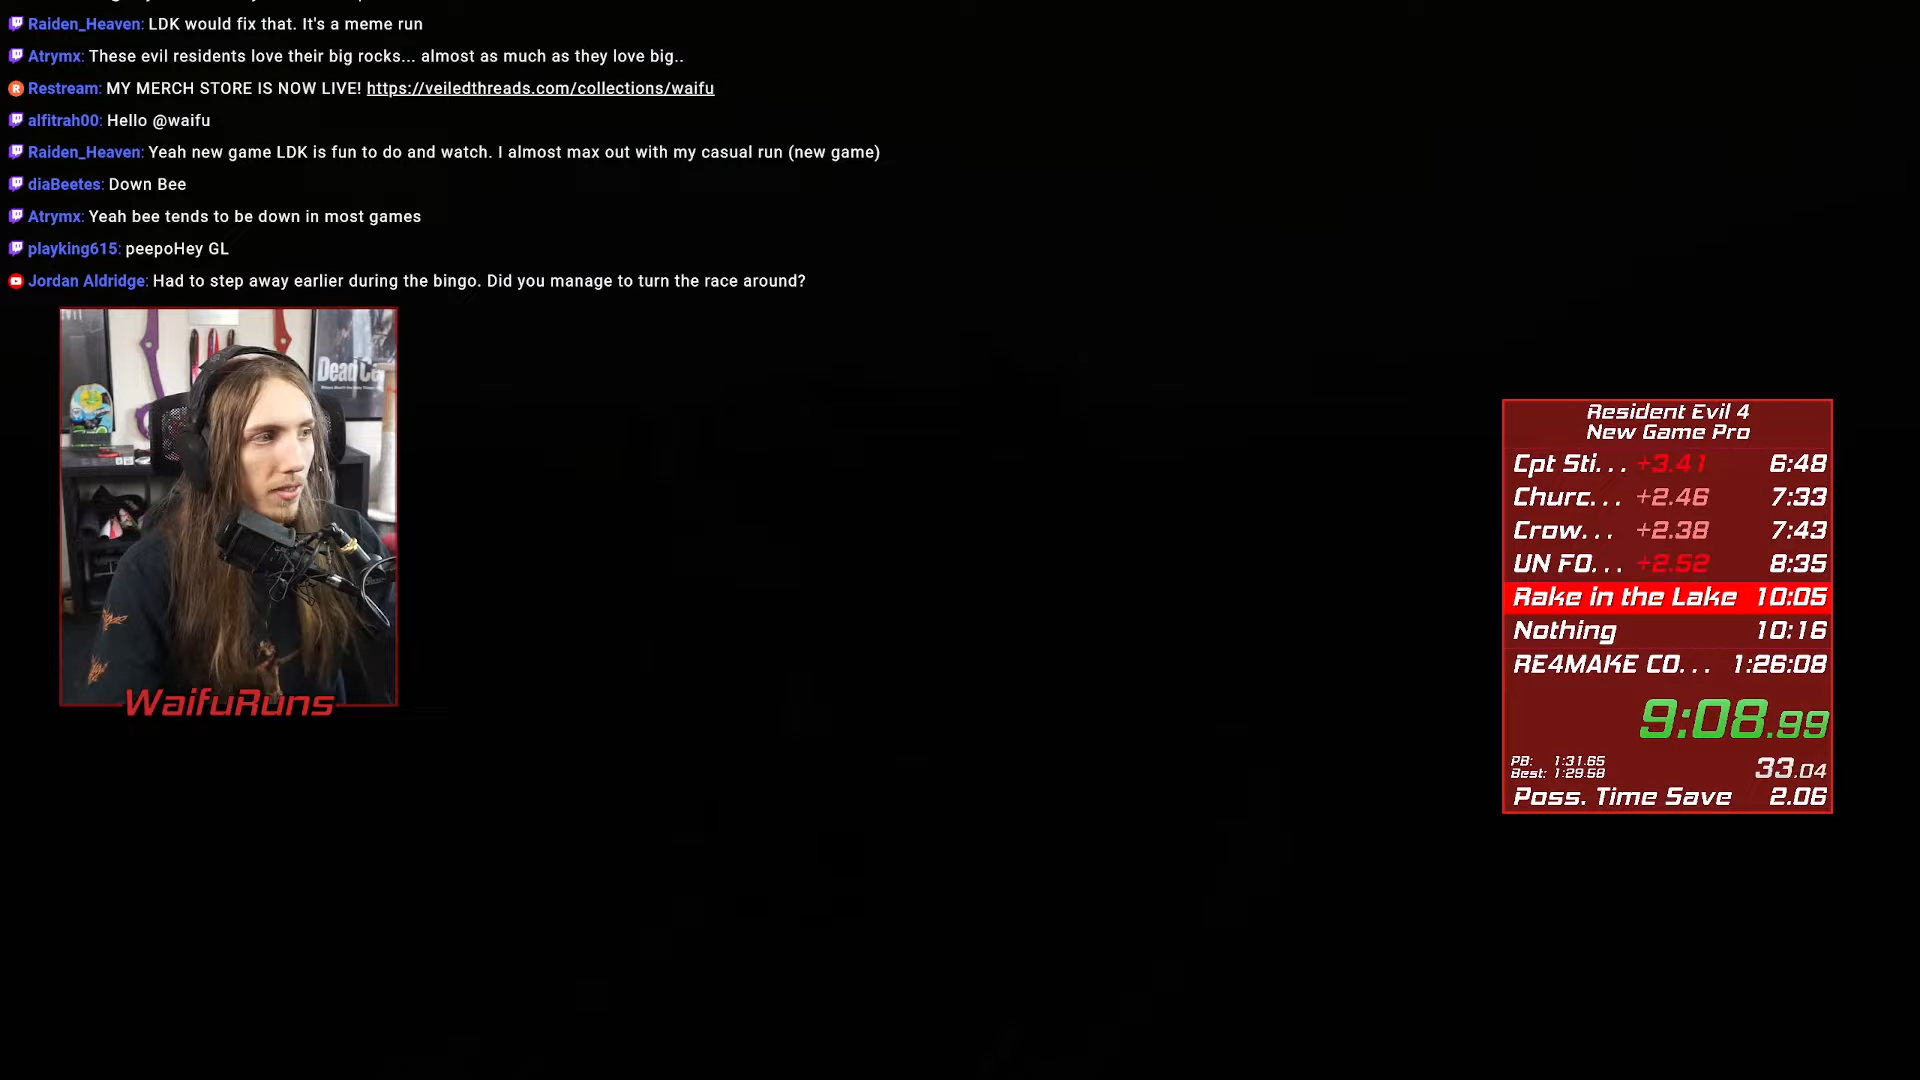 Raiden_Heaven: LDK would fix that. It's a meme run
Atrymx: These evil residents love their big rocks... almost as much as they love big..
Restream: MY MERCH STORE IS NOW LIVE! https://veiledthreads.com/collections/waifu
alfitrah00: Hello @waifu
Raiden_Heaven: Yeah new game LDK is fun to do and watch. I almost max out with my casual run (new game)
diaBeetes: Down Bee
Atrymx: Yeah bee tends to be down in most games
playking615: peepoHey GL
Jordan Aldridge: Had to step away earlier during the bingo. Did you manage to turn the race around?
WaifuRuns
Resident Evil 4
New Game Pro
Cpt Sti... +3.41 6:48
Churc... +2.46 7:33
Crow... +2.38 7:43
UN FO... +2.52 8:35
Rake in the Lake 10:05
Nothing 10:16
RE4MAKE CO... 1:26:08
9:08.99
PB: 1:31.65
Best: 1:29.58
33.04
Poss. Time Save 2.06